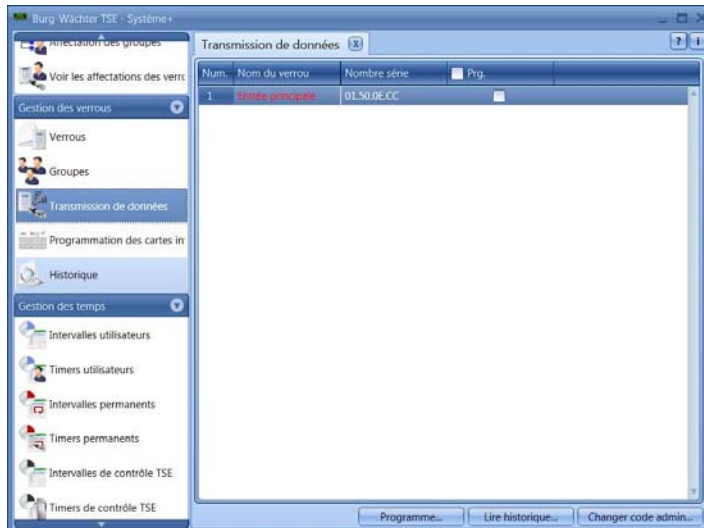 Burg-Wächter TSE - Système+
Affectation des groupes
Voir les affectations des verrc
Gestion des verrous
Verrous
Groupes
Transmission de données
Programmation des cartes in
Historique
Gestion des temps
Intervalles utilisateurs
Timers utilisateurs
Intervalles permanents
Timers permanents
Intervalles de contrôle TSE
Timers de contrôle TSE
Transmission de données X
? i
Num. Nom du verrou Nombre série Prg.
1 Entrée principale 01.50.0E.CC
Programme... Lire historique... Changer code admin...